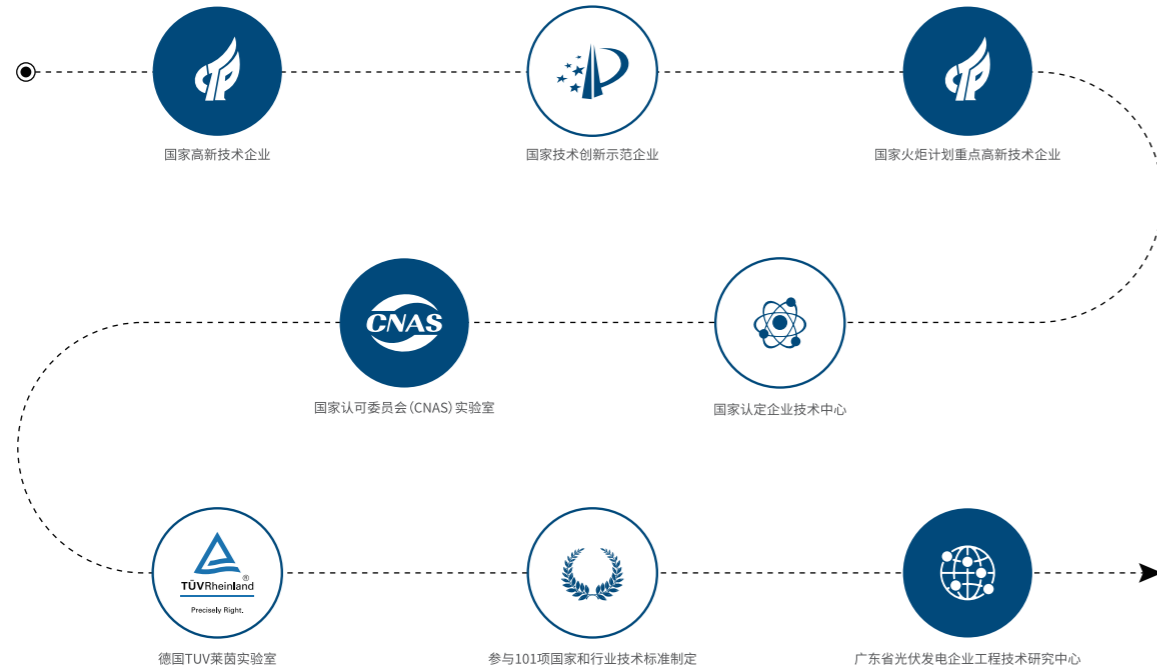 国家高新技术企业
国家技术创新示范企业
国家火炬计划重点高新技术企业
CNAS
国家认可委员会(CNAS)实验室
国家认定企业技术中心
®
TÜVRheinland
Precisely Right.
德国TUV莱茵实验室
参与101项国家和行业技术标准制定
广东省光伏发电企业工程技术研究中心